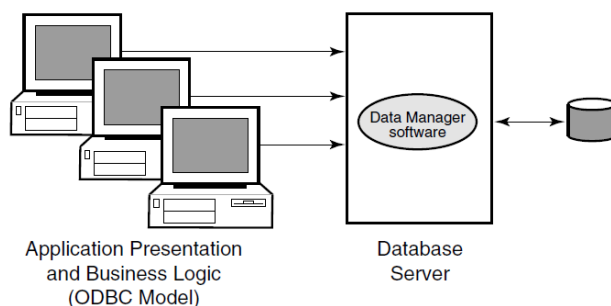 Data Manager
software
Application Presentation
and Business Logic
(ODBC Model)
Database
Server